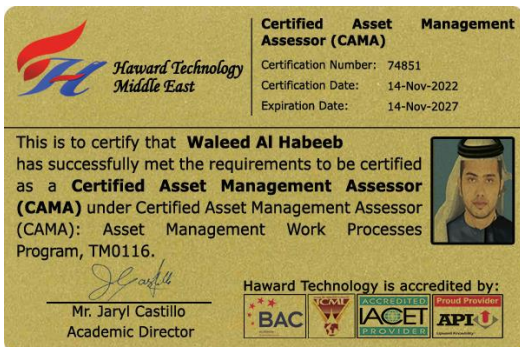 Haward Technology
Middle East
Certified Asset Management
Assessor (CAMA)
Certification Number: 74851
Certification Date: 14-Nov-2022
Expiration Date: 14-Nov-2027
This is to certify that Waleed Al Habeeb
has successfully met the requirements to be certified
as a Certified Asset Management Assessor
(CAMA) under Certified Asset Management Assessor
(CAMA): Asset Management Work Processes
Program, TM0116.
Mr. Jaryl Castillo
Academic Director
Haward Technology is accredited by:
BAC
ACCREDITED
IACET
PROVIDER
Proud Provider
API